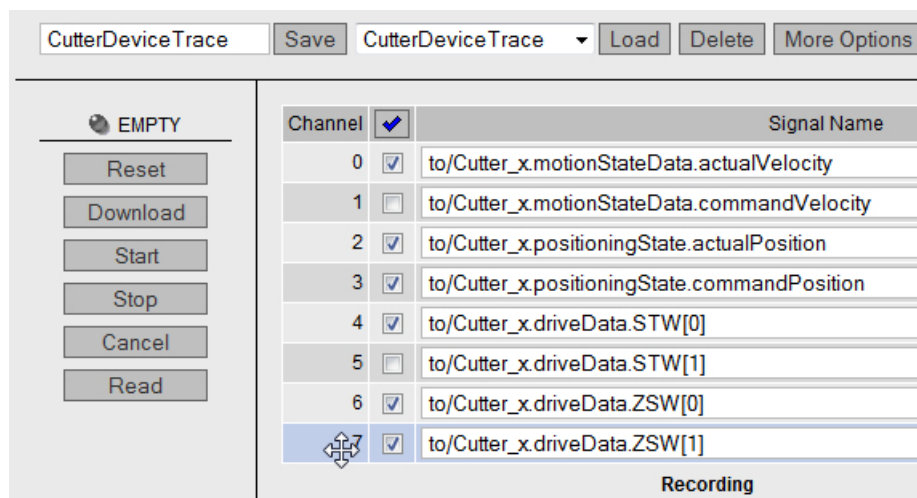 CutterDeviceTrace Save CutterDeviceTrace Load Delete More Options
EMPTY
Reset
Download
Start
Stop
Cancel
Read
Channel Signal Name
0 to/Cutter_x.motionStateData.actualVelocity
1 to/Cutter_x.motionStateData.commandVelocity
2 to/Cutter_x.positioningState.actualPosition
3 to/Cutter_x.positioningState.commandPosition
4 to/Cutter_x.driveData.STW[0]
5 to/Cutter_x.driveData.STW[1]
6 to/Cutter_x.driveData.ZSW[0]
7 to/Cutter_x.driveData.ZSW[1]
Recording